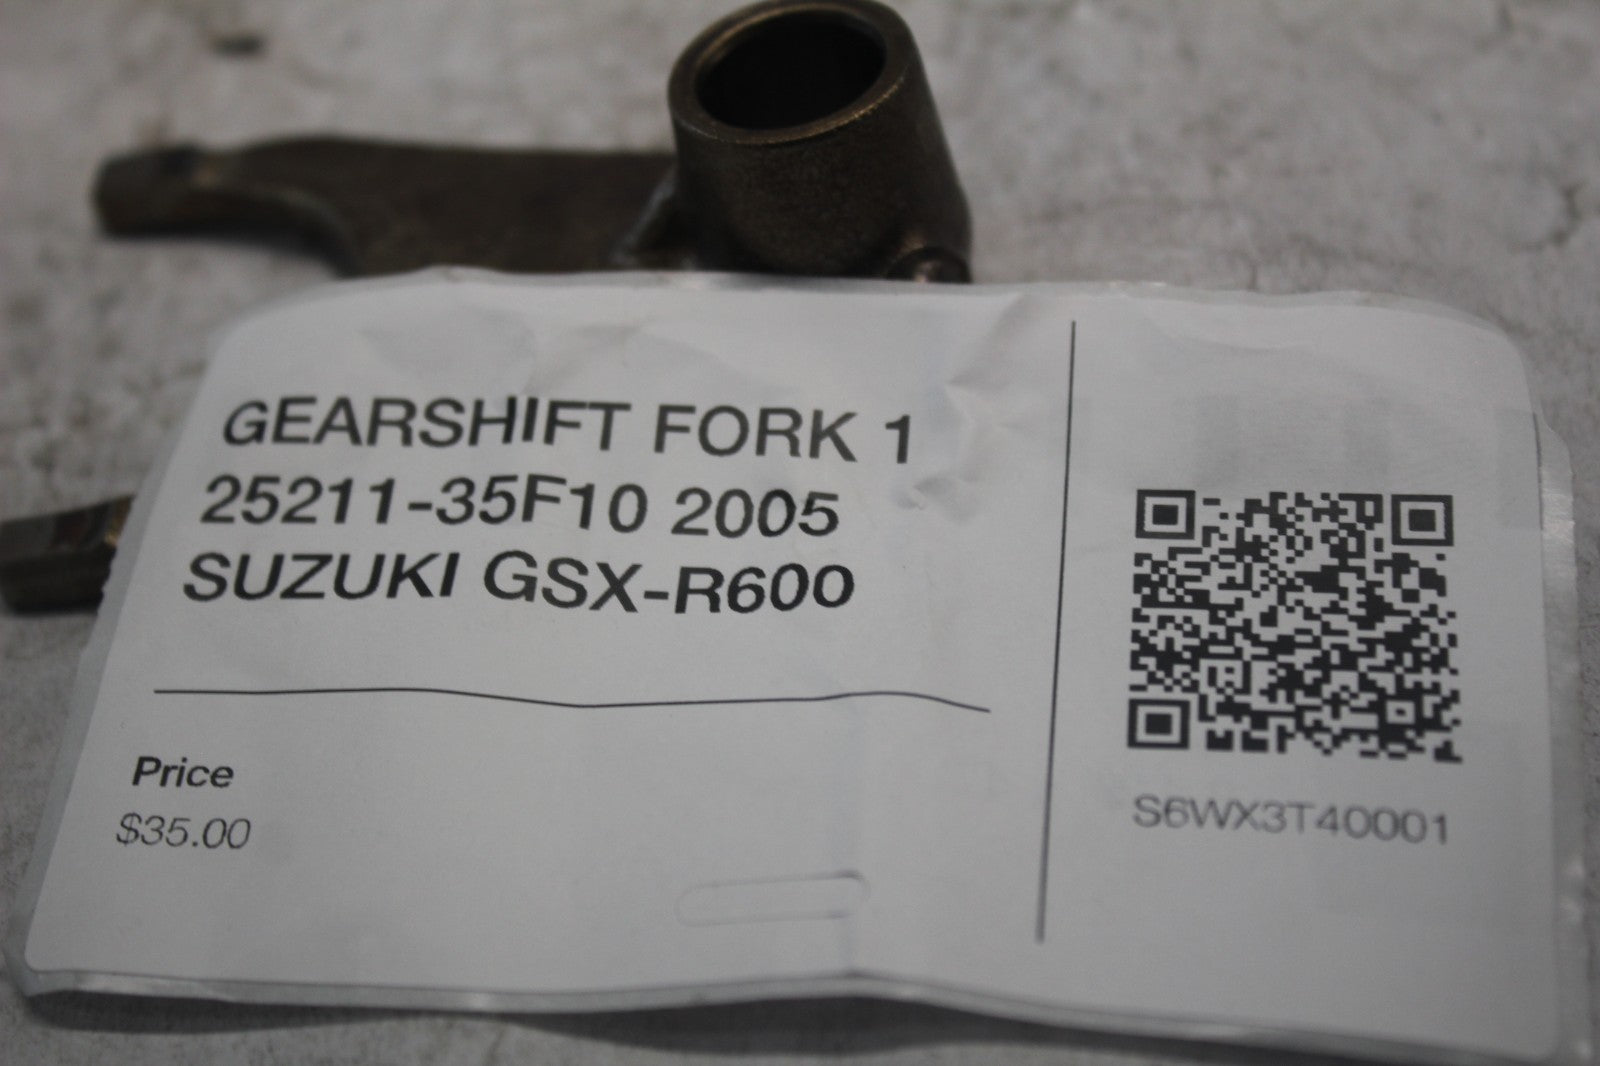 GEARSHIFT FORK 1
25211-35F10 2005
SUZUKI GSX-R600
Price
$35.00
S6WX3T40001